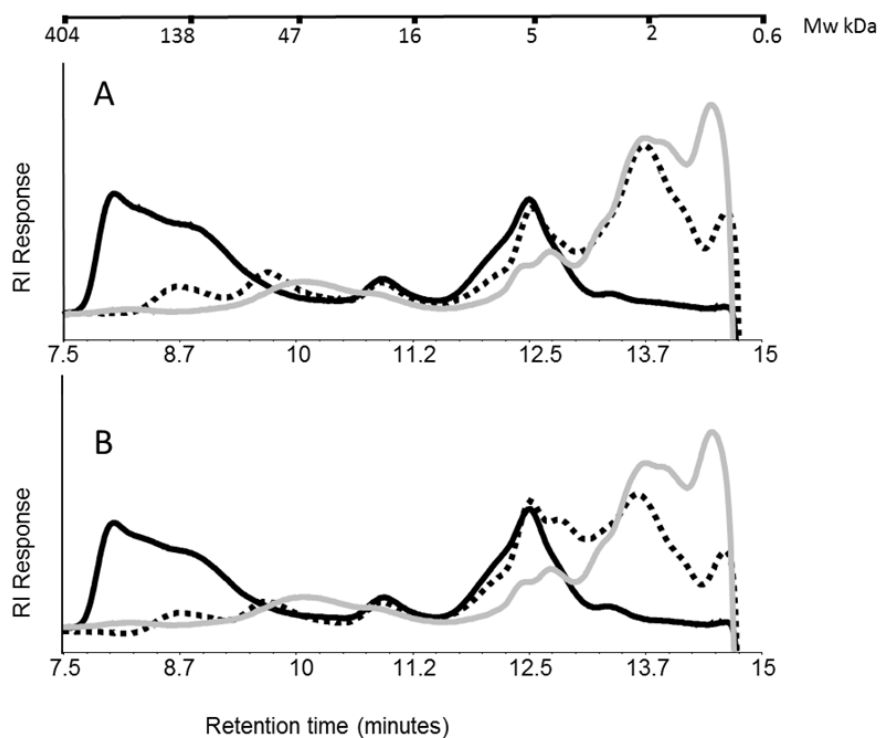 404 138 47 16 5 2 0.6 Mw kDa
A
RI Response
7.5 8.7 10 11.2 12.5 13.7 15
B
RI Response
7.5 8.7 10 11.2 12.5 13.7 15
Retention time (minutes)